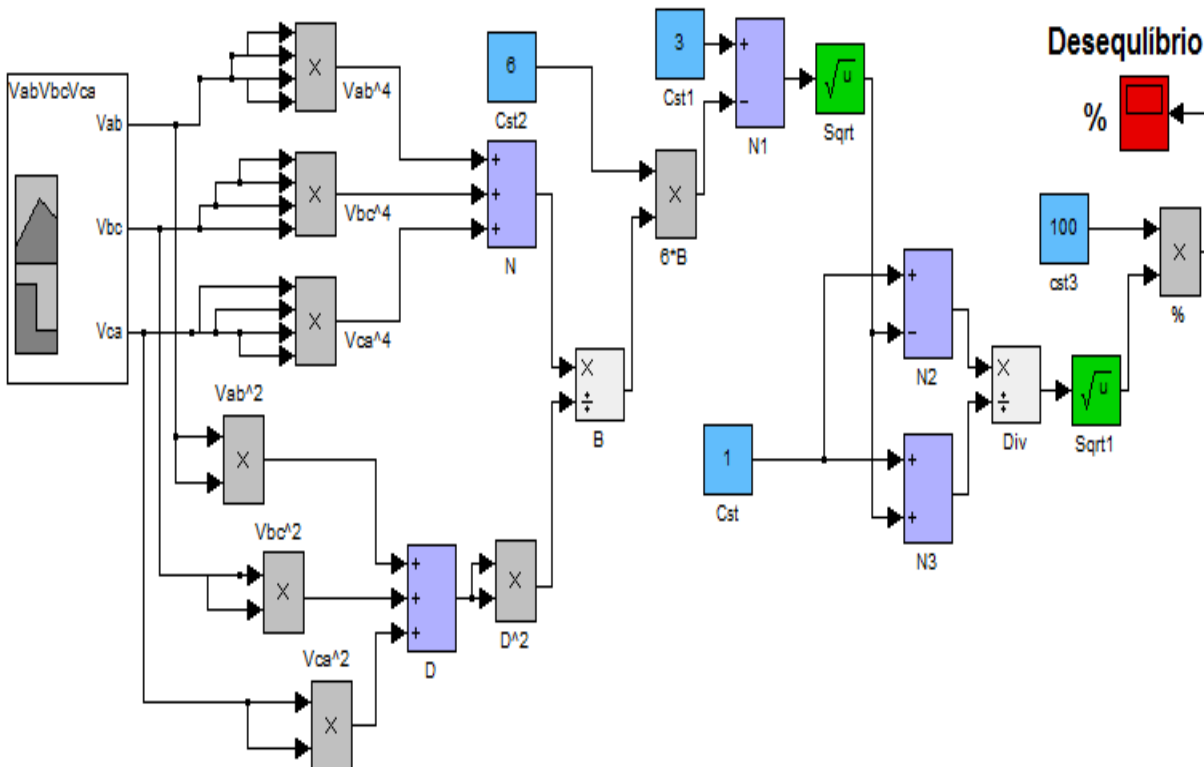 VabVbcVca
Vab
Vbc
Vca
Vab^4
Vbc^4
Vca^4
Vab^2
Vbc^2
Vca^2
6
Cst2
+
+
+
N
×
÷
B
+
+
+
D
D^2
6*B
3
Cst1
+
−
N1
√u
Sqrt
1
Cst
+
−
N2
+
+
N3
×
÷
Div
√u
Sqrt1
100
cst3
%
Desequlíbrio
%